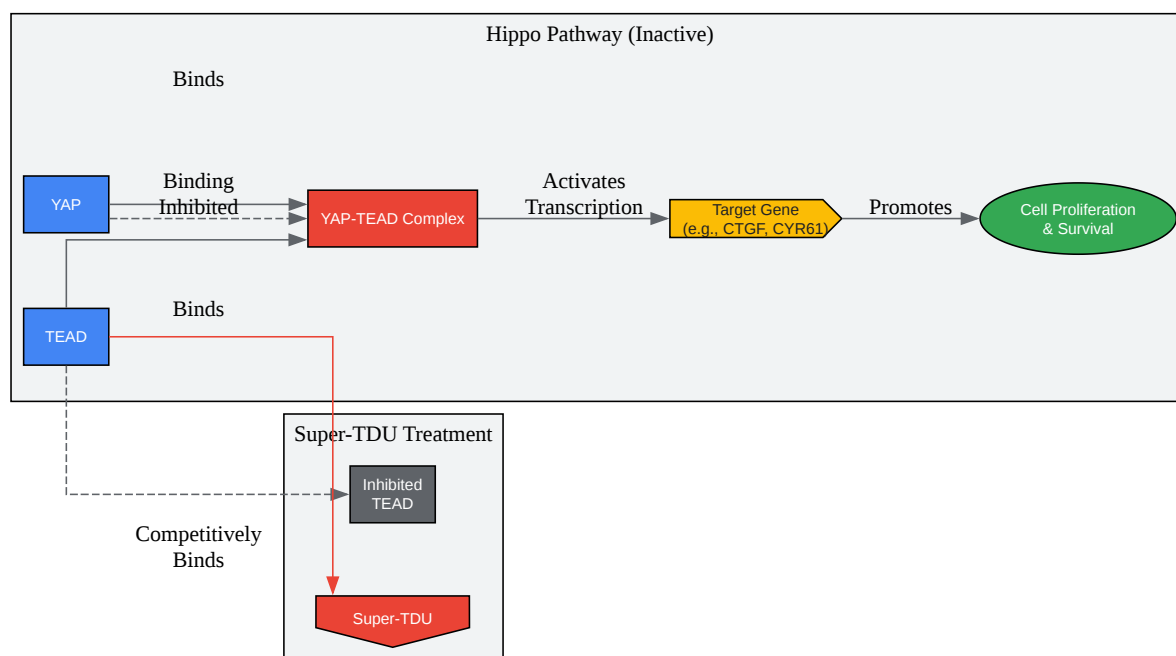 Hippo Pathway (Inactive)
Binds
YAP
Binding
Inhibited
YAP-TEAD Complex
Activates
Transcription
Target Gene
(e.g., CTGF, CYR61)
Promotes
Cell Proliferation
& Survival
TEAD
Binds
Super-TDU Treatment
Inhibited
TEAD
Competitively
Binds
Super-TDU